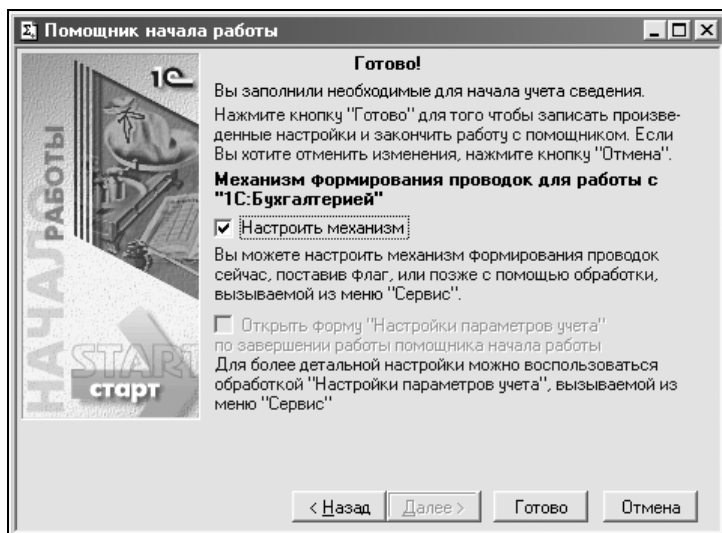 Помощник начала работы
1С
НАЧАЛО
РАБОТЫ
START
старт
Готово!
Вы заполнили необходимые для начала учета сведения.
Нажмите кнопку "Готово" для того чтобы записать произве-
денные настройки и закончить работу с помощником. Если
Вы хотите отменить изменения, нажмите кнопку "Отмена".
Механизм формирования проводок для работы с
"1С:Бухгалтерией"
Настроить механизм
Вы можете настроить механизм формирования проводок
сейчас, поставив флаг, или позже с помощью обработки,
вызываемой из меню "Сервис".
Открыть форму "Настройки параметров учета"
по завершении работы помощника начала работы
Для более детальной настройки можно воспользоваться
обработкой "Настройки параметров учета", вызываемой из
меню "Сервис"
< Назад Далее > Готово Отмена